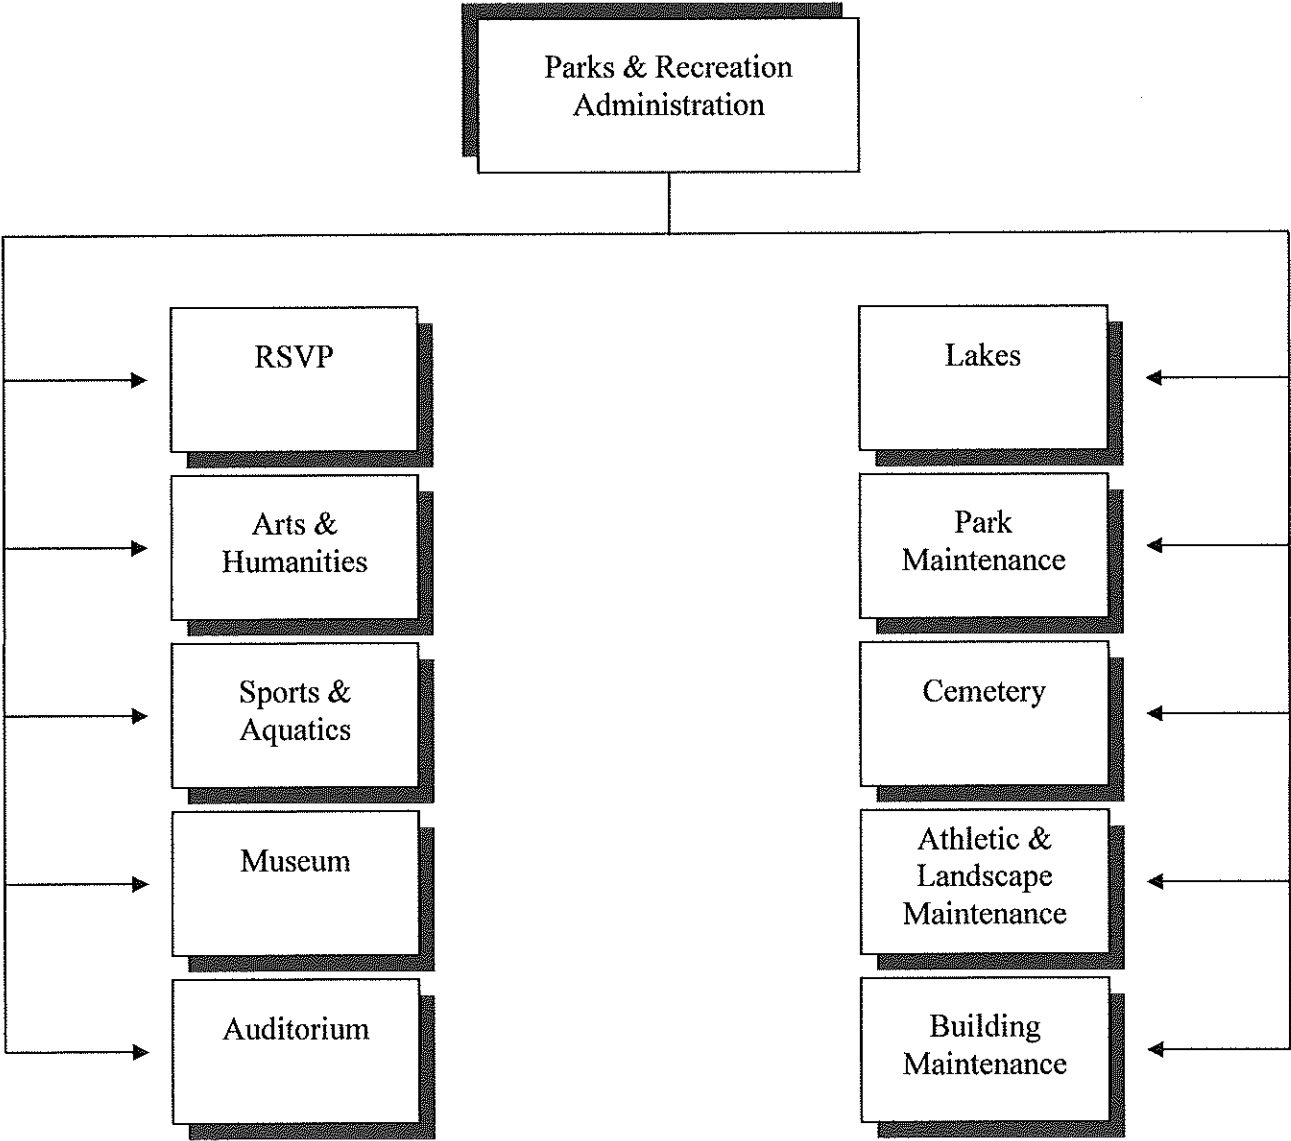 Parks & Recreation
Administration
RSVP
Arts &
Humanities
Sports &
Aquatics
Museum
Auditorium
Lakes
Park
Maintenance
Cemetery
Athletic &
Landscape
Maintenance
Building
Maintenance